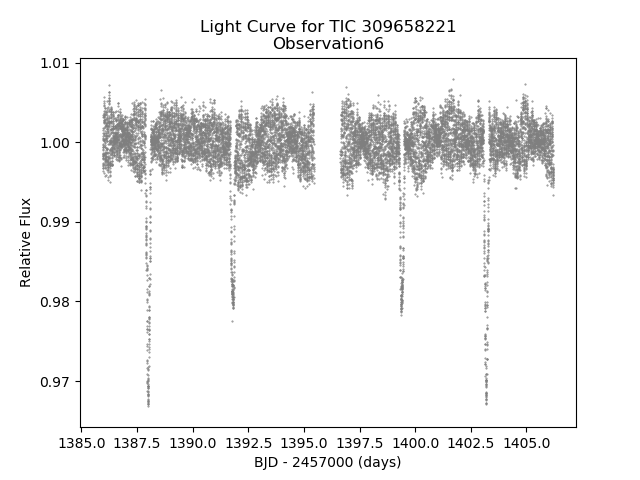 Light Curve for TIC 309658221
Observation6
1.01
1.00
0.99
0.98
0.97
Relative Flux
1385.0 1387.5 1390.0 1392.5 1395.0 1397.5 1400.0 1402.5 1405.0
BJD - 2457000 (days)